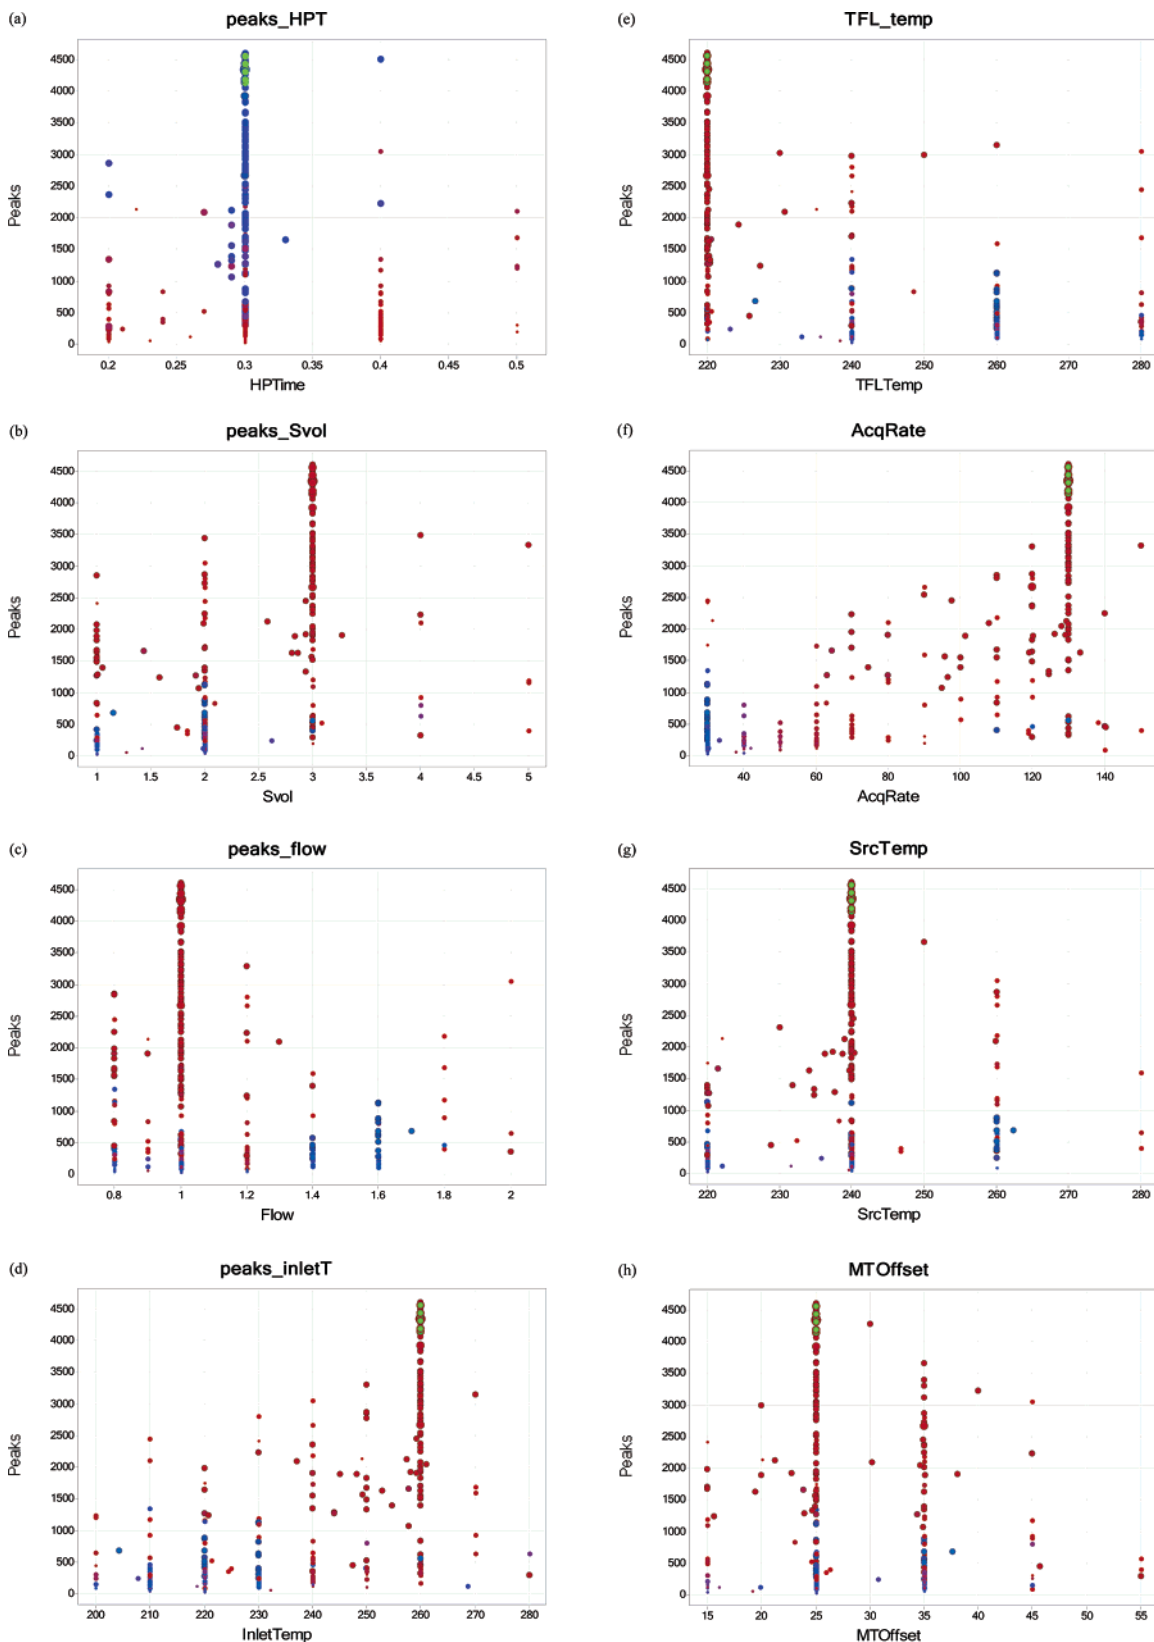 (a) peaks_HPT
4500
4000
3500
3000
2500
2000
1500
1000
500
0
Peaks
0.2 0.25 0.3 0.35 0.4 0.45 0.5
HPTime
(b) peaks_Svol
4500
4000
3500
3000
2500
2000
1500
1000
500
0
Peaks
1 1.5 2 2.5 3 3.5 4 4.5 5
Svol
(c) peaks_flow
4500
4000
3500
3000
2500
2000
1500
1000
500
0
Peaks
0.8 1 1.2 1.4 1.6 1.8 2
Flow
(d) peaks_inletT
4500
4000
3500
3000
2500
2000
1500
1000
500
0
Peaks
200 210 220 230 240 250 260 270 280
InletTemp
(e) TFL_temp
4500
4000
3500
3000
2500
2000
1500
1000
500
0
Peaks
220 230 240 250 260 270 280
TFLTemp
(f) AcqRate
4500
4000
3500
3000
2500
2000
1500
1000
500
0
Peaks
40 60 80 100 120 140
AcqRate
(g) SrcTemp
4500
4000
3500
3000
2500
2000
1500
1000
500
0
Peaks
220 230 240 250 260 270 280
SrcTemp
(h) MTOffset
4500
4000
3500
3000
2500
2000
1500
1000
500
0
Peaks
15 20 25 30 35 40 45 50 55
MTOffset